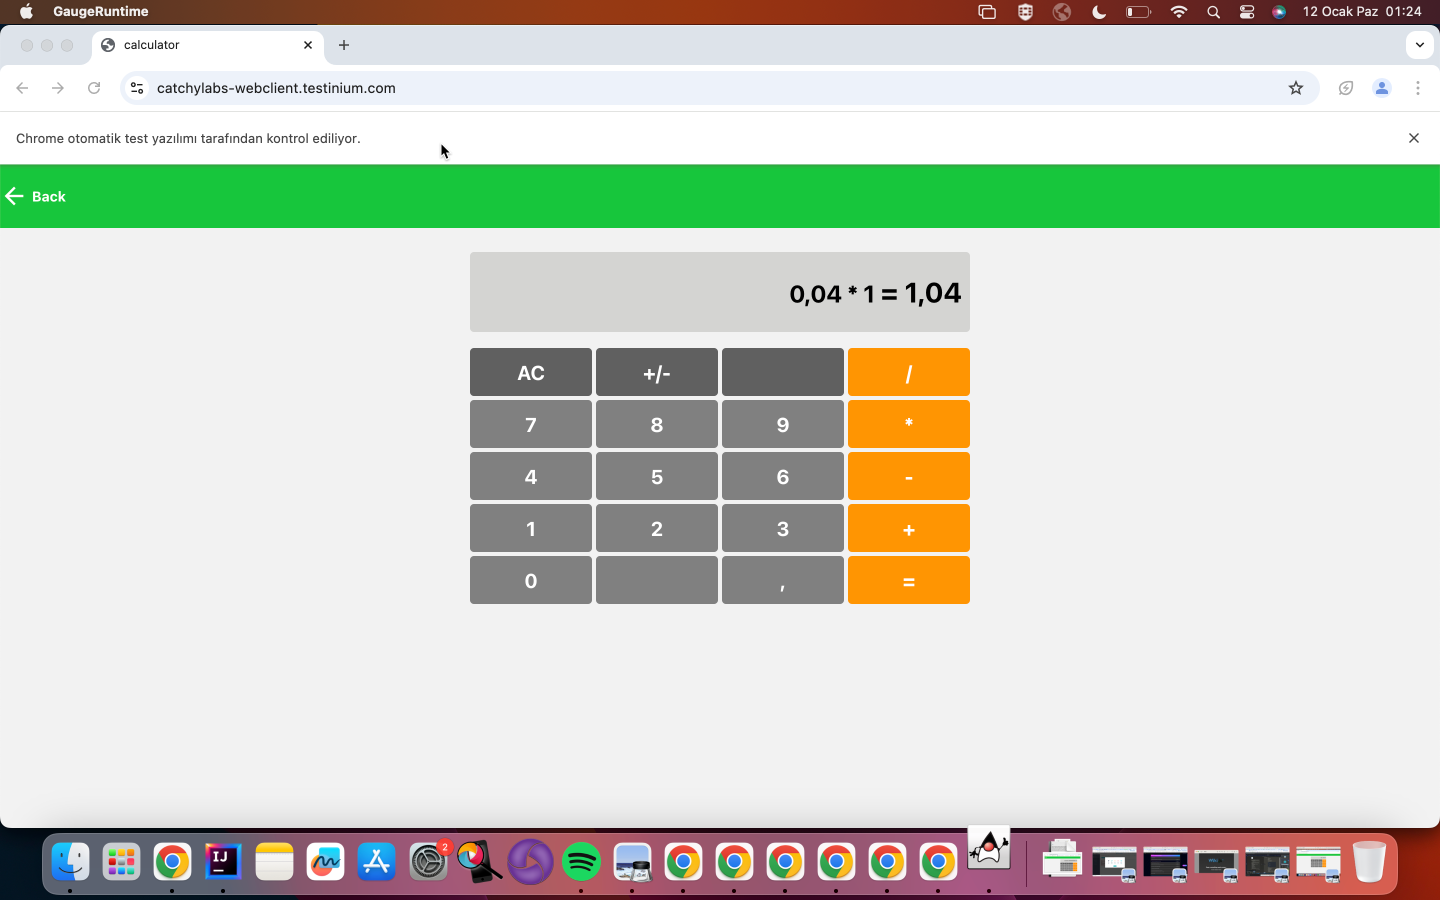 GaugeRuntime
12 Ocak Paz 01:24
calculator
catchylabs-webclient.testinium.com
Chrome otomatik test yazılımı tarafından kontrol ediliyor.
Back
0,04 * 1 = 1,04
AC +/- /
7 8 9 *
4 5 6 -
1 2 3 +
0 , =
2